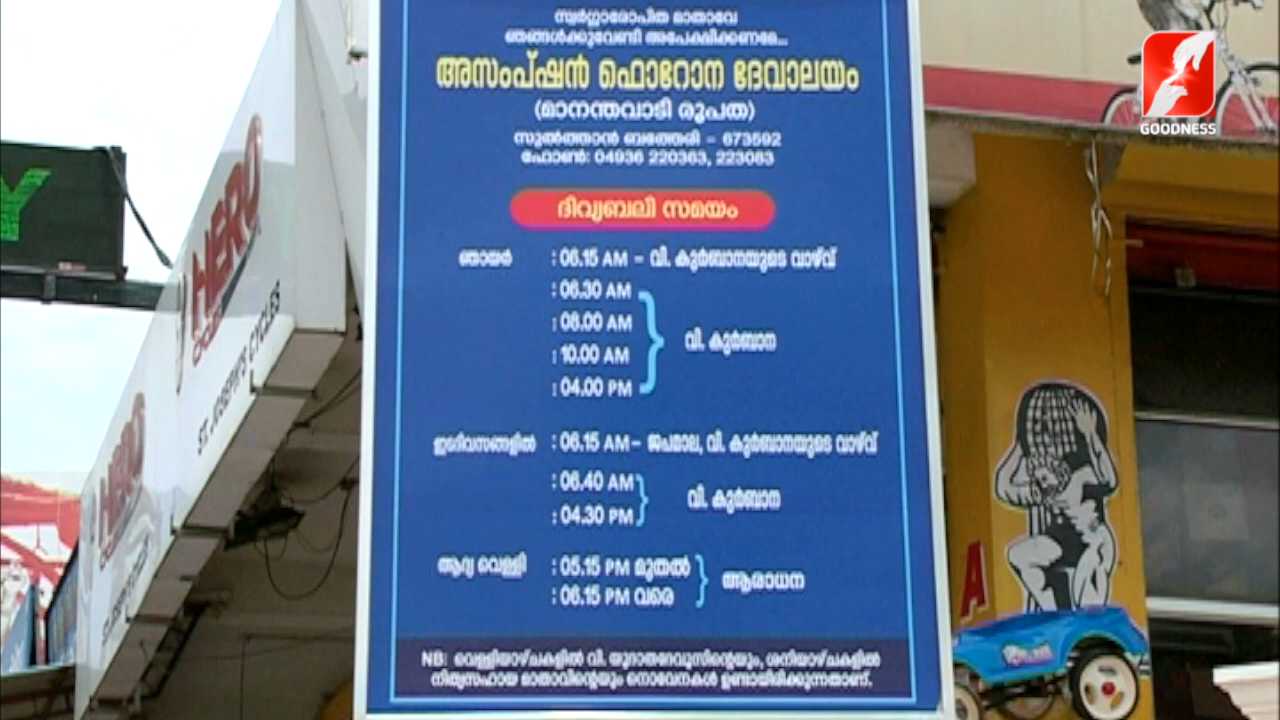 സ്വർഗ്ഗാരോപിത മാതാവേ
ഞങ്ങൾക്കുവേണ്ടി അപേക്ഷിക്കണമേ...
അസംപ്ഷൻ ഫൊറോന ദേവാലയം
(മാനന്തവാടി രൂപത)
സുൽത്താൻ ബത്തേരി – 673592
ഫോൺ: 04936 220363, 223083
ദിവ്യബലി സമയം
ഞായർ : 06.15 AM – വി. കുർബാനയുടെ വാഴ്‌വ്
: 06.30 AM
: 08.00 AM
: 10.00 AM
: 04.00 PM
വി. കുർബാന
ഇടദിവസങ്ങളിൽ : 06.15 AM – ജപമാല, വി. കുർബാനയുടെ വാഴ്‌വ്
: 06.40 AM
: 04.30 PM
വി. കുർബാന
ആദ്യ വെള്ളി : 05.15 PM മുതൽ
: 06.15 PM വരെ
ആരാധന
NB: വെള്ളിയാഴ്ചകളിൽ വി. യൂദാതദേവൂസിന്റെയും, ശനിയാഴ്ചകളിൽ
നിത്യസഹായ മാതാവിന്റെയും നൊവേനകൾ ഉണ്ടായിരിക്കുന്നതാണ്.
GOODNESS
HERO
ST. JOSEPH'S CYCLES
HERO
Y
A